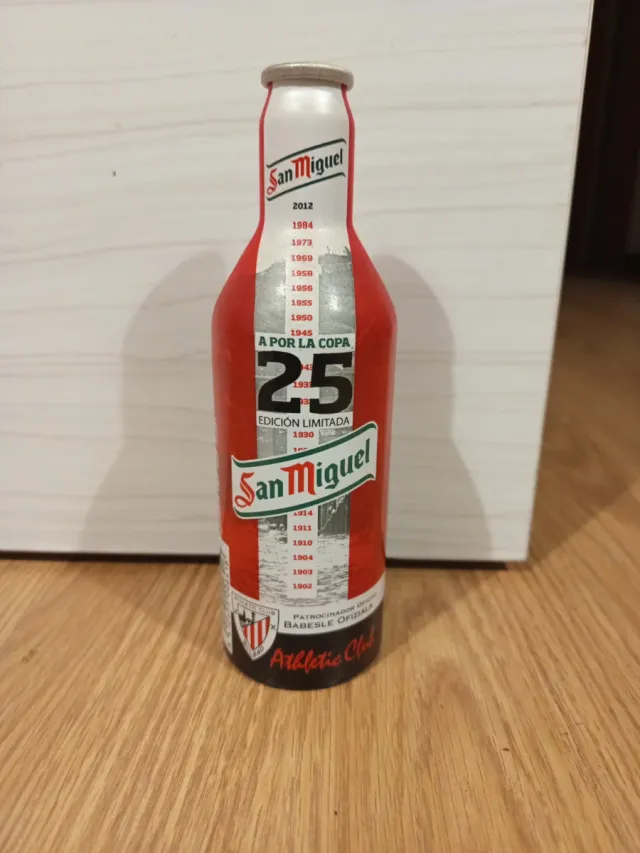 San Miguel
2012
1984
1973
1969
1958
1956
1955
1950
1945
A POR LA COPA
25
EDICIÓN LIMITADA
1930
San Miguel
1914
1911
1910
1904
1903
1902
PATROCINADOR OFICIAL
BABESLE OFIZIALA
Athletic Club